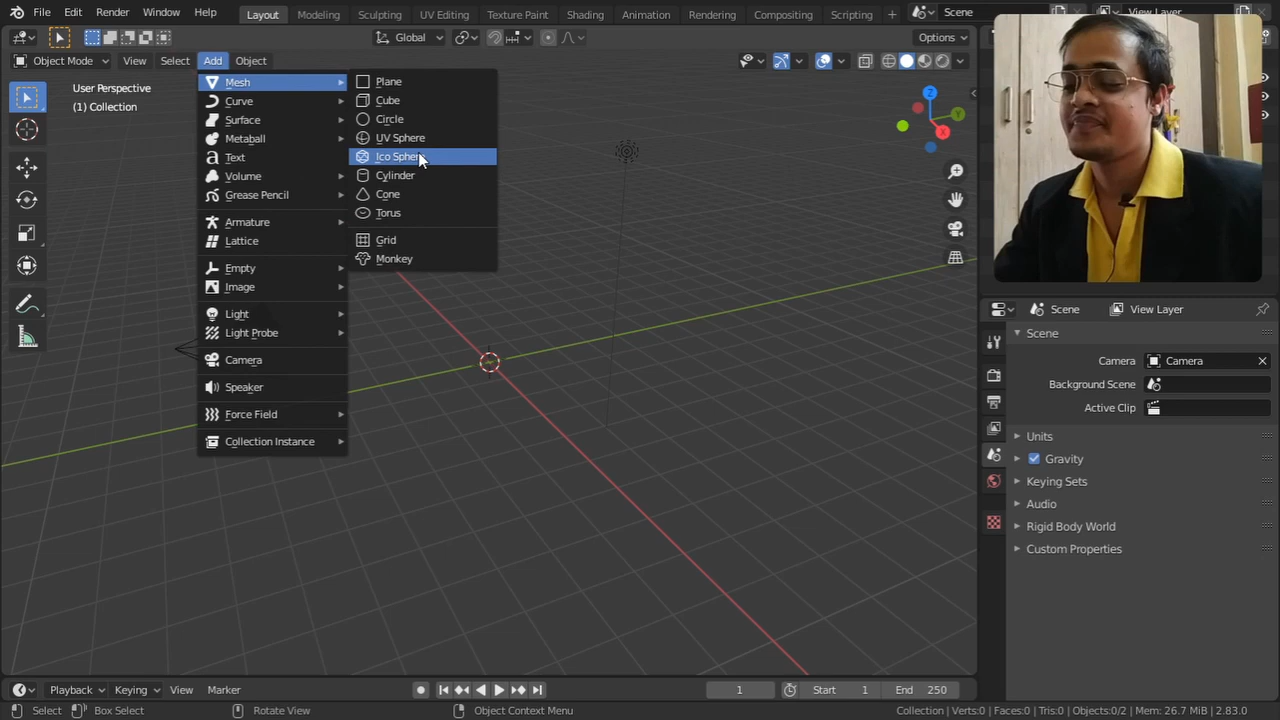 File Edit Render Window Help Layout Modeling Sculpting UV Editing Texture Paint Shading Animation Rendering Compositing Scripting + Scene View Layer
Global Options
Object Mode View Select Add Object
User Perspective
(1) Collection
Mesh
Curve
Surface
Metaball
Text
Volume
Grease Pencil
Armature
Lattice
Empty
Image
Light
Light Probe
Camera
Speaker
Force Field
Collection Instance
Plane
Cube
Circle
UV Sphere
Ico Sphere
Cylinder
Cone
Torus
Grid
Monkey
Z
Y
X
Scene View Layer
Scene
Camera Camera
Background Scene
Active Clip
Units
Gravity
Keying Sets
Audio
Rigid Body World
Custom Properties
Playback Keying View Marker 1 Start 1 End 250
Select Box Select Rotate View Object Context Menu Collection | Verts:0 | Faces:0 | Tris:0 | Objects:0/2 | Mem: 26.7 MiB | 2.83.0